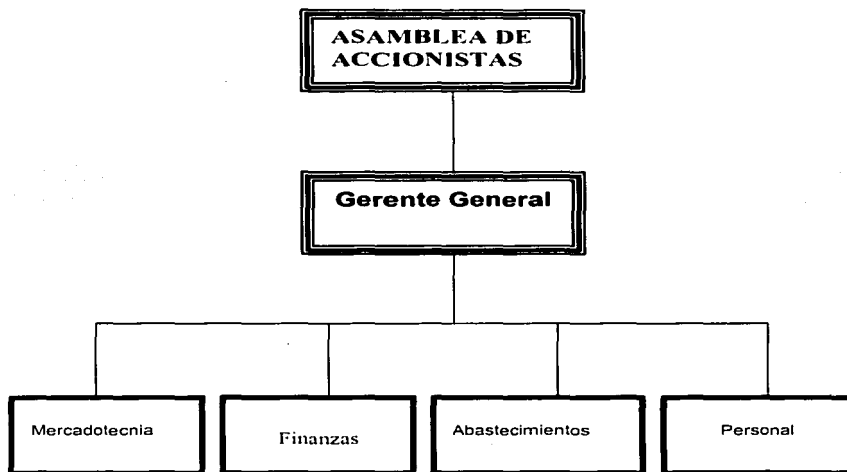 ASAMBLEA DE
ACCIONISTAS
Gerente General
Mercadotecnia
Finanzas
Abastecimientos
Personal